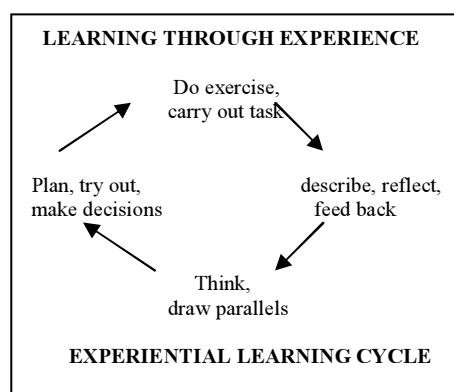 LEARNING THROUGH EXPERIENCE
Do exercise,
carry out task
Plan, try out,
make decisions
describe, reflect,
feed back
Think,
draw parallels
EXPERIENTIAL LEARNING CYCLE